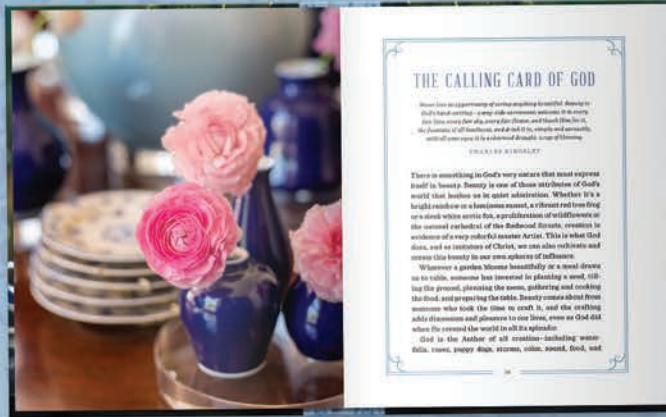 THE CALLING CARD OF GOD
Never lose an opportunity of seeing anything beautiful. Beauty is
God's hand-writing—a way-side sacrament; welcome it in every
fair face, every fair sky, every fair flower, and thank Him for it,
the fountain of all loveliness, and drink it in, simply and earnestly,
with all your eyes; it is a charmed draught, a cup of blessing.
CHARLES KINGSLEY
There is something in God's very nature that must express
itself in beauty. Beauty is one of those attributes of God's
world that beckon us in quiet admiration. Whether it's a
bright rainbow or a luminous sunset, a vibrant red tree frog
or a sleek white arctic fox, a proliferation of wildflowers or
the natural cathedral of the Redwood forests, creation is
evidence of a very colorful master Artist. This is what God
does, and as imitators of Christ, we can also cultivate and
create this beauty in our own spheres of influence.
Wherever a garden blooms beautifully or a meal draws
us to table, someone has invested in planting a seed, till-
ing the ground, planning the menu, gathering and cooking
the food, and preparing the table. Beauty comes about from
someone who took the time to craft it, and the crafting
adds dimension and pleasure to our lives, even as God did
when He created the world in all its splendor.
God is the Author of all creation—including water-
falls, roses, puppy dogs, storms, color, sound, food, and